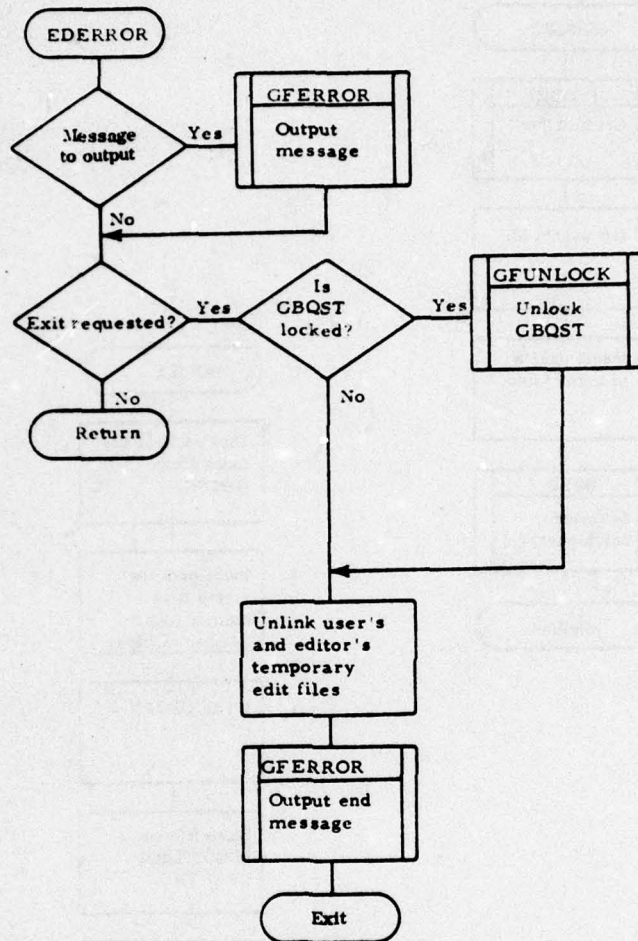 EDERROR
Message
to output
Yes
GFERROR
Output
message
No
Exit requested?
Yes
Is
GBQST
locked?
Yes
GFUNLOCK
Unlock
GBQST
No
Return
No
Unlink user's
and editor's
temporary
edit files
GFERROR
Output end
message
Exit